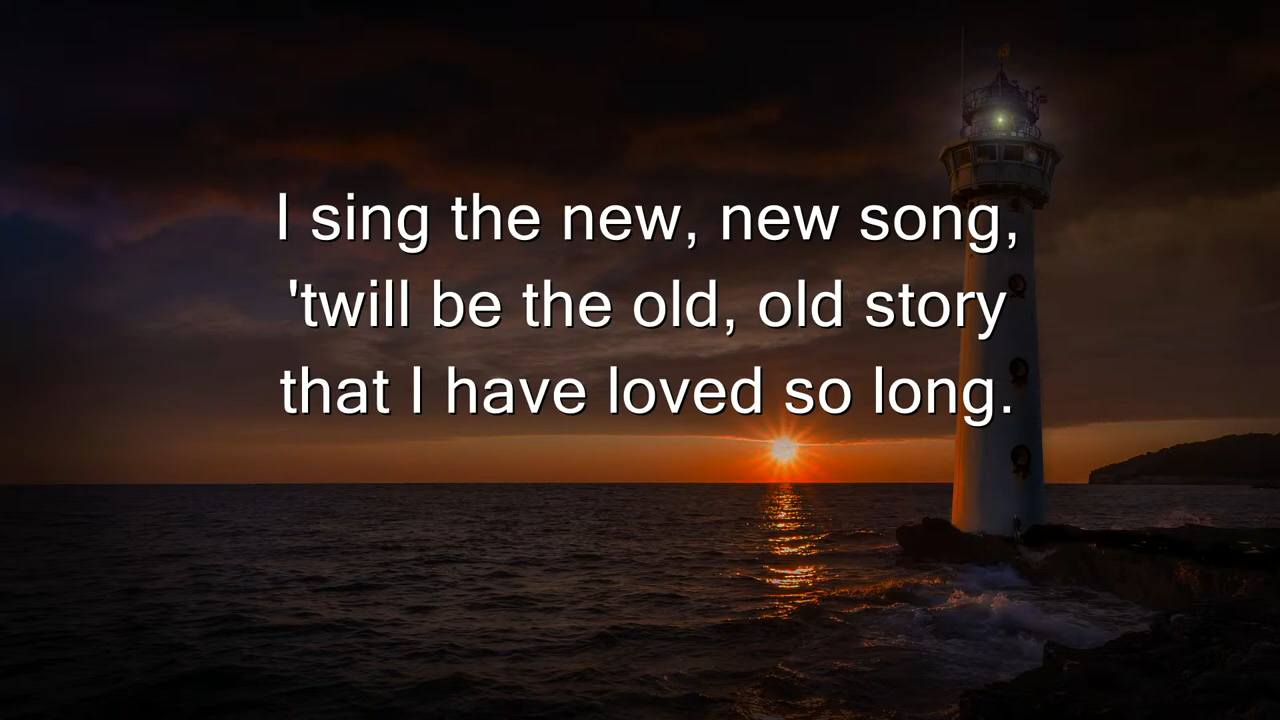 I sing the new, new song,
'twill be the old, old story
that I have loved so long.